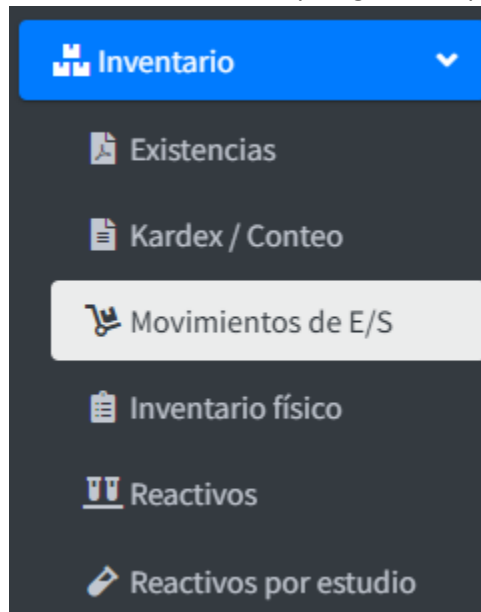 Inventario
Existencias
Kardex / Conteo
Movimientos de E/S
Inventario físico
Reactivos
Reactivos por estudio